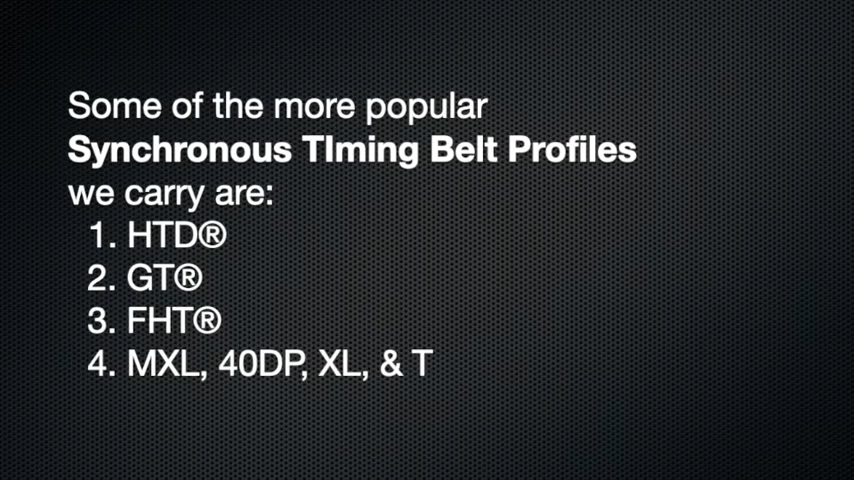 Some of the more popular
Synchronous TIming Belt Profiles
we carry are:
1. HTD®
2. GT®
3. FHT®
4. MXL, 40DP, XL, & T